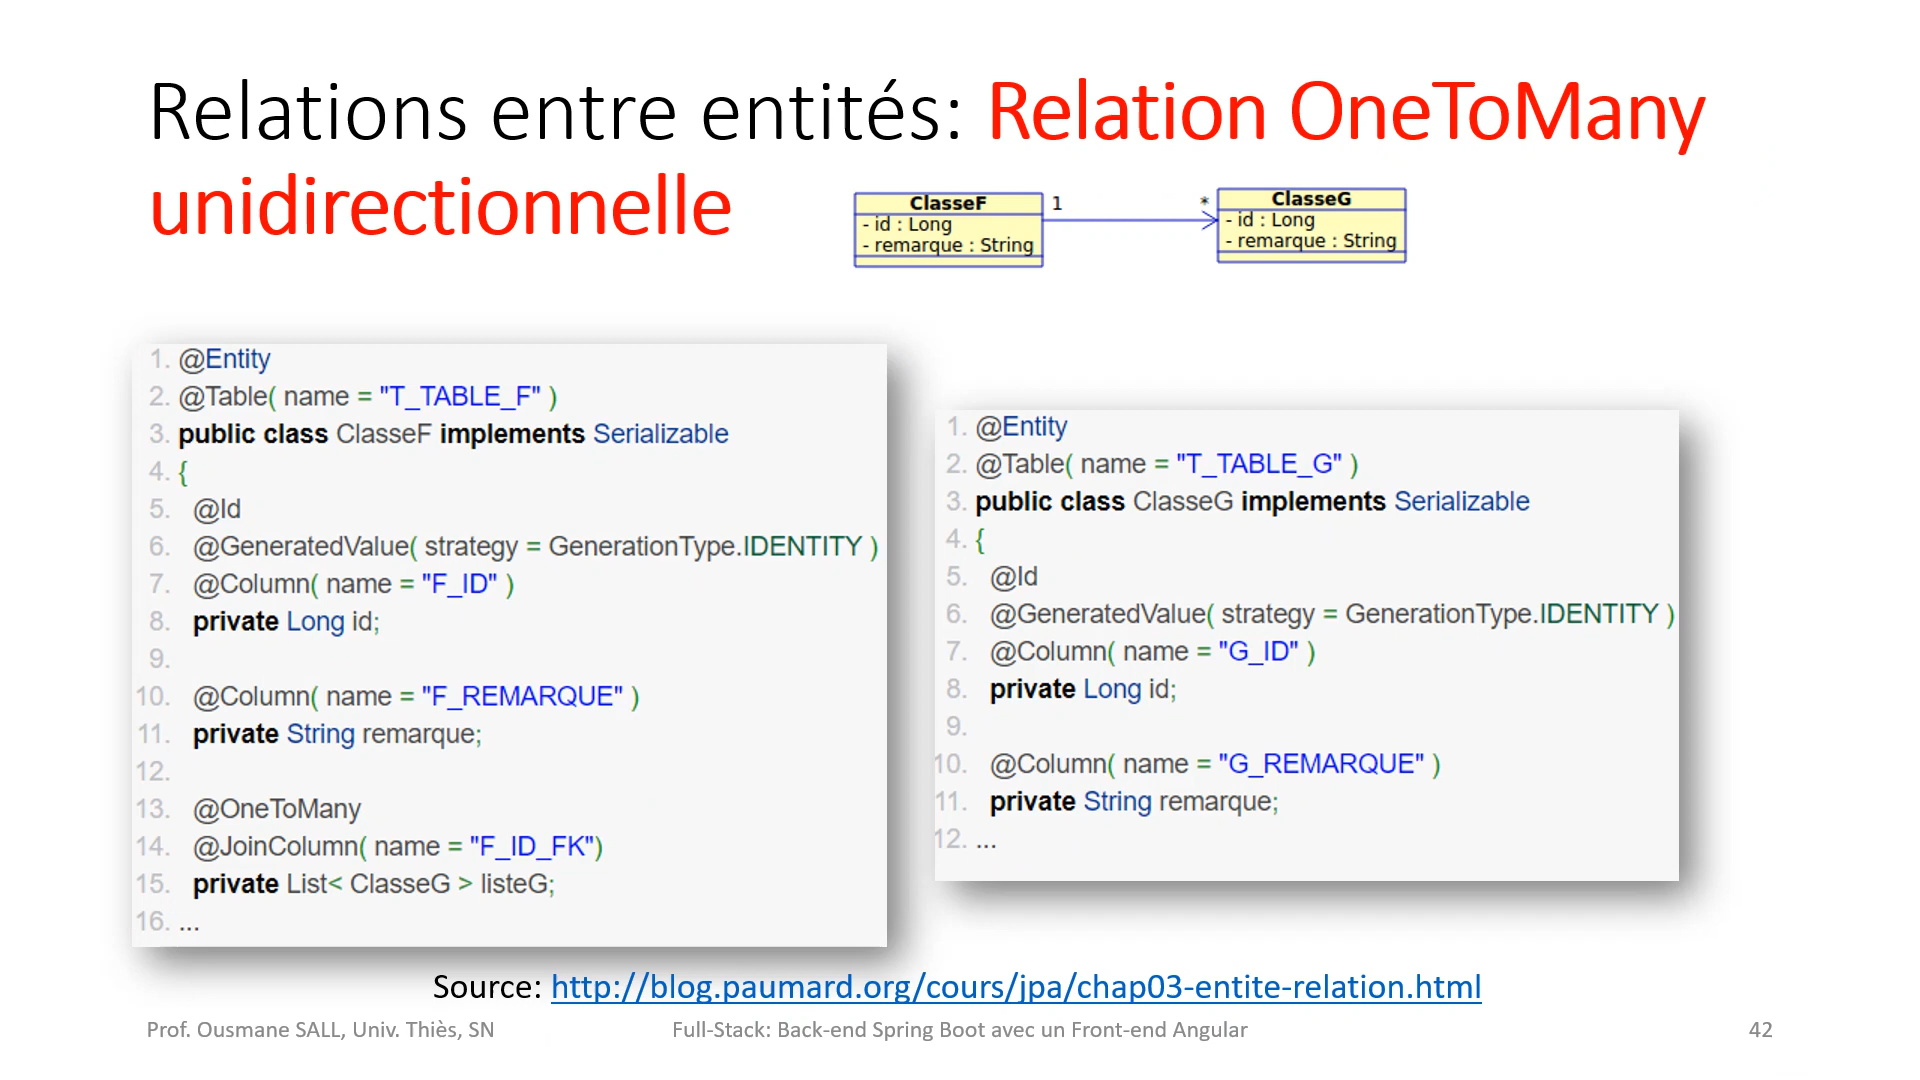 Relations entre entités: Relation OneToMany
unidirectionnelle
ClasseF
- id : Long
- remarque : String
1
*
ClasseG
- id : Long
- remarque : String
1. @Entity
2. @Table( name = "T_TABLE_F" )
3. public class ClasseF implements Serializable
4. {
5. @Id
6. @GeneratedValue( strategy = GenerationType.IDENTITY )
7. @Column( name = "F_ID" )
8. private Long id;
9.
10. @Column( name = "F_REMARQUE" )
11. private String remarque;
12.
13. @OneToMany
14. @JoinColumn( name = "F_ID_FK")
15. private List< ClasseG > listeG;
16. ...
1. @Entity
2. @Table( name = "T_TABLE_G" )
3. public class ClasseG implements Serializable
4. {
5. @Id
6. @GeneratedValue( strategy = GenerationType.IDENTITY )
7. @Column( name = "G_ID" )
8. private Long id;
9.
10. @Column( name = "G_REMARQUE" )
11. private String remarque;
12. ...
Source: http://blog.paumard.org/cours/jpa/chap03-entite-relation.html
Prof. Ousmane SALL, Univ. Thiès, SN
Full-Stack: Back-end Spring Boot avec un Front-end Angular
42